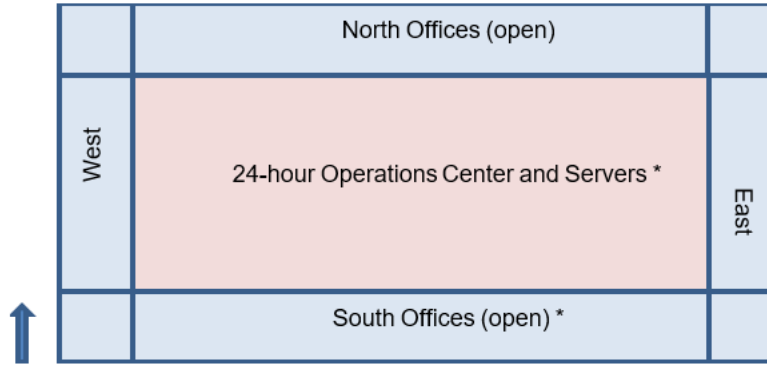 North Offices (open)
West
24-hour Operations Center and Servers *
East
South Offices (open) *